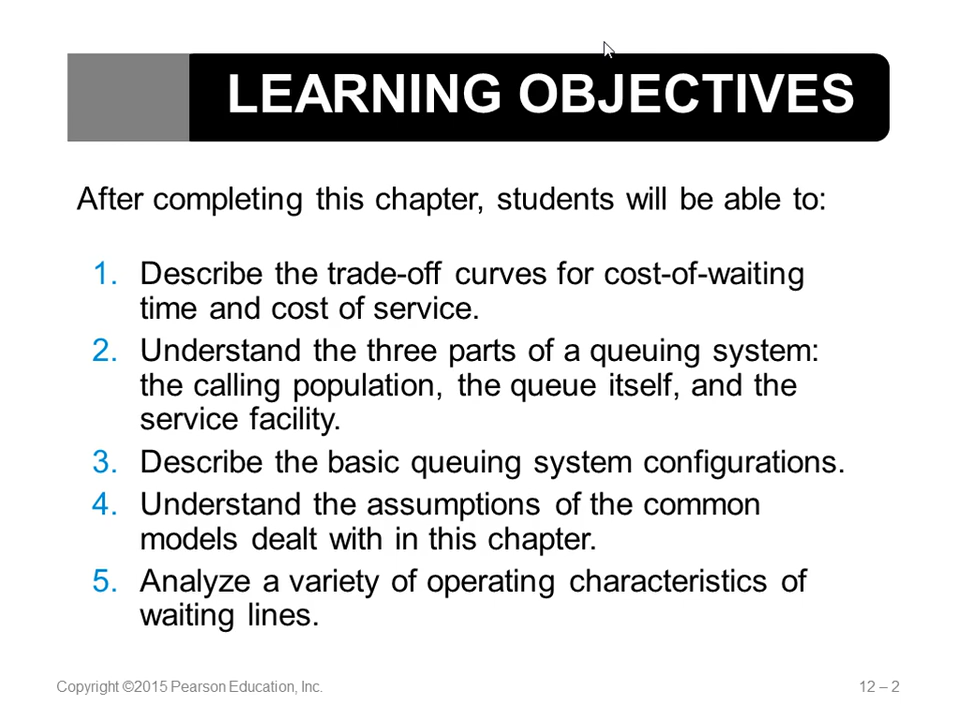 LEARNING OBJECTIVES
After completing this chapter, students will be able to:
1. Describe the trade-off curves for cost-of-waiting
time and cost of service.
2. Understand the three parts of a queuing system:
the calling population, the queue itself, and the
service facility.
3. Describe the basic queuing system configurations.
4. Understand the assumptions of the common
models dealt with in this chapter.
5. Analyze a variety of operating characteristics of
waiting lines.
Copyright ©2015 Pearson Education, Inc.
12 – 2